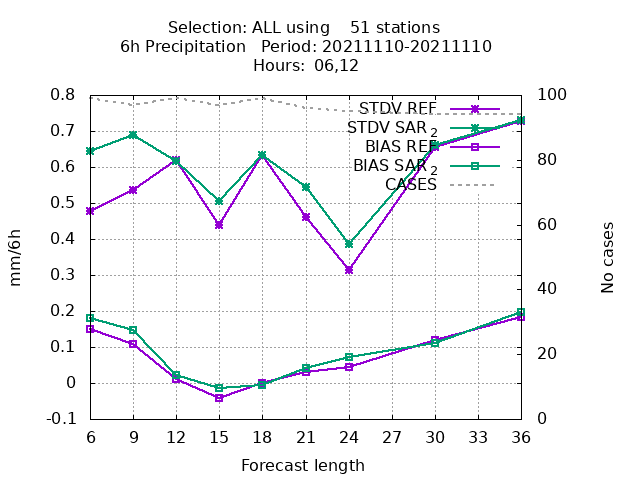 Selection: ALL using    51 stations
6h Precipitation   Period: 20211110-20211110
Hours:  06,12
0.8
0.7
0.6
0.5
0.4
0.3
0.2
0.1
0
-0.1
mm/6h
STDV REF
STDV SAR 2
BIAS REF
BIAS SAR 2
CASES
100
80
60
40
20
0
No cases
6 9 12 15 18 21 24 27 30 33 36
Forecast length